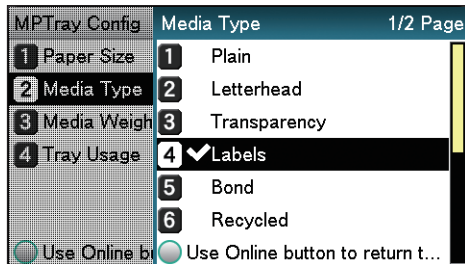 MPTray Config
1 Paper Size
2 Media Type
3 Media Weigh
4 Tray Usage
Use Online
Media Type 1/2 Page
1 Plain
2 Letterhead
3 Transparency
4 Labels
5 Bond
6 Recycled
Use Online button to return t...